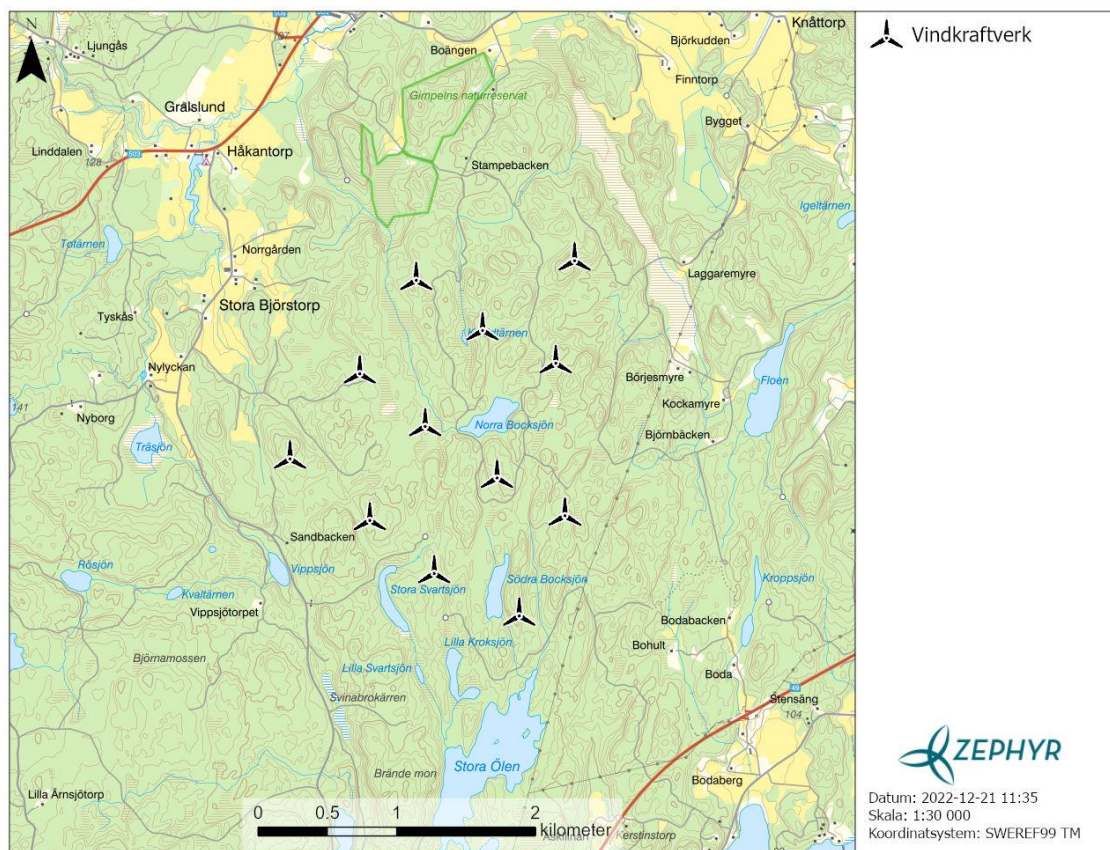 N
Ljungås
107
Boängen
Björkudden
Knåttorp
Finntorp
Gimpelns naturreservat
Grälslund
Bygget
Linddalen
128
503
Håkantorp
Stampebacken
Igeltärnen
Totärnen
Norrgården
Laggaremyre
Stora Björstorp
Tyskås
Nylyckan
Börjesmyre
Floen
141
Nyborg
Kockamyre
Norra Bocksjön
Träsjön
Björnbäcken
Sandbacken
Rösjön
Vippsjön
Kvaltärnen
Stora Svartsjön
Södra Bocksjön
Kroppsjön
Vippsjötorpet
Bodabacken
Björnamossen
Lilla Kroksjön
Bohult
Lilla Svartsjön
Boda
Svinabrokärren
49
Stensäng
104
Brände mon
Stora Ölen
Bodaberg
Lilla Ärnsjötorp
0 0.5 1 2
kilometer
Kerstinstorp
Vindkraftverk
ZEPHYR
Datum: 2022-12-21 11:35
Skala: 1:30 000
Koordinatsystem: SWEREF99 TM